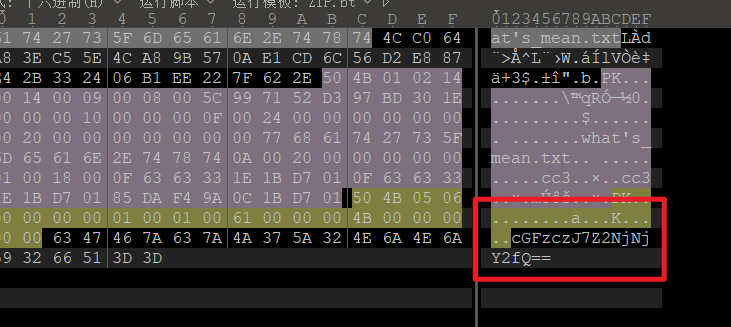 式: 十六进制(H) 运行脚本 运行模板: ZIP.bt
1 2 3 4 5 6 7 8 9 A B C D E F 0123456789ABCDEF
74 27 73 5F 6D 65 61 6E 2E 74 78 74 4C C0 64 at's_mean.txtLÀd
A8 3E C5 5E 4C A8 9B 57 0A E1 CD 6C 56 D2 E8 87 ¨>Å^L¨›W.áÍlVÒè‡
2B 33 24 06 B1 EE 22 7F 62 2E 50 4B 01 02 14 ä+3$.±î".b.PK...
00 14 00 09 00 08 00 5C 99 71 52 D3 97 BD 30 1E .......\™qRÓ—½0.
00 00 00 10 00 00 00 0F 00 24 00 00 00 00 00 00 .........$......
00 20 00 00 00 00 00 00 00 77 68 61 74 27 73 5F . .......what's_
65 61 6E 2E 74 78 74 0A 00 20 00 00 00 00 00 mean.txt.. .....
01 00 18 00 0F 63 63 33 1E 1B D7 01 0F 63 63 33 .....cc3..×..cc3
1E 1B D7 01 85 DA F4 9A 0C 1B D7 01 50 4B 05 06 ..×.…Úôš..×.PK..
00 00 00 00 01 00 01 00 61 00 00 00 4B 00 00 00 ........a...K...
00 00 63 47 46 7A 63 7A 4A 37 5A 32 4E 6A 4E 6A ..cGFzczJ7Z2NjNj
59 32 66 51 3D 3D Y2fQ==